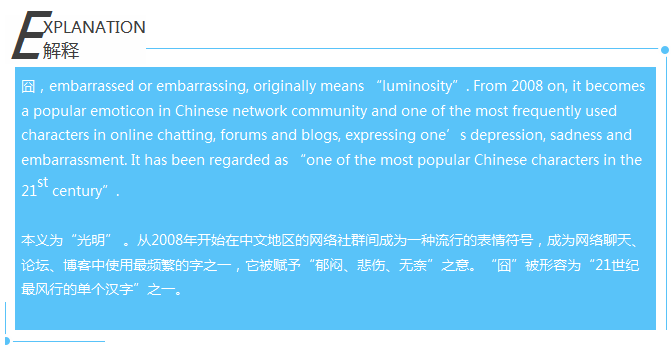 EXPLANATION
解释
囧，embarrassed or embarrassing, originally means “luminosity”. From 2008 on, it becomes
a popular emoticon in Chinese network community and one of the most frequently used
characters in online chatting, forums and blogs, expressing one’s depression, sadness and
embarrassment. It has been regarded as “one of the most popular Chinese characters in the
21st century”.
本义为“光明”。从2008年开始在中文地区的网络社群间成为一种流行的表情符号，成为网络聊天、
论坛、博客中使用最频繁的字之一，它被赋予“郁闷、悲伤、无奈”之意。“囧”被形容为“21世纪
最风行的单个汉字”之一。